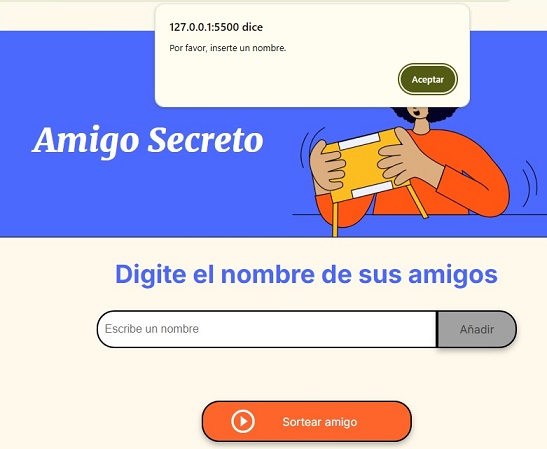 127.0.0.1:5500 dice
Por favor, inserte un nombre.
Aceptar
Amigo Secreto
Digite el nombre de sus amigos
Escribe un nombre
Añadir
Sortear amigo